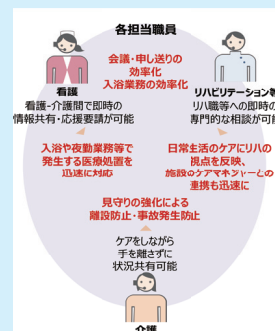 各担当職員
会議・申し送りの
効率化
入浴業務の効率化
看護
看護-介護間で即時の
情報共有・応援要請が可能
リハビリテーション等
リハ職等への即時の
専門的な相談が可能
入浴や夜勤業務等で
発生する医療処置を
迅速に対応
日常生活のケアにリハの
視点を反映、
施設のケアマネジャーとの
連携も迅速に
見守りの強化による
離設防止・事故発生防止
ケアをしながら
手を離さずに
状況共有可能
介護